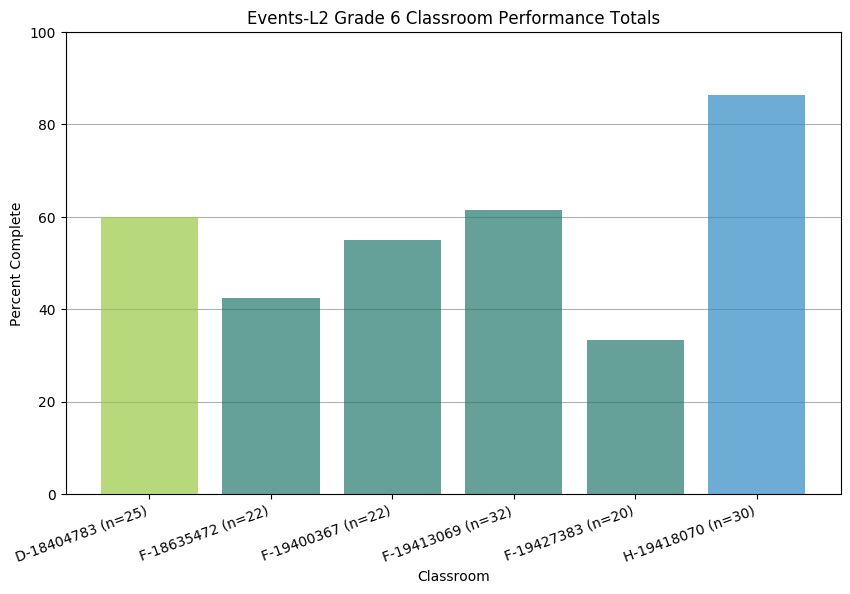 Events-L2 Grade 6 Classroom Performance Totals
100
80
60
40
20
0
Percent Complete
D-18404783 (n=25)
F-18635472 (n=22)
F-19400367 (n=22)
F-19413069 (n=32)
F-19427383 (n=20)
H-19418070 (n=30)
Classroom